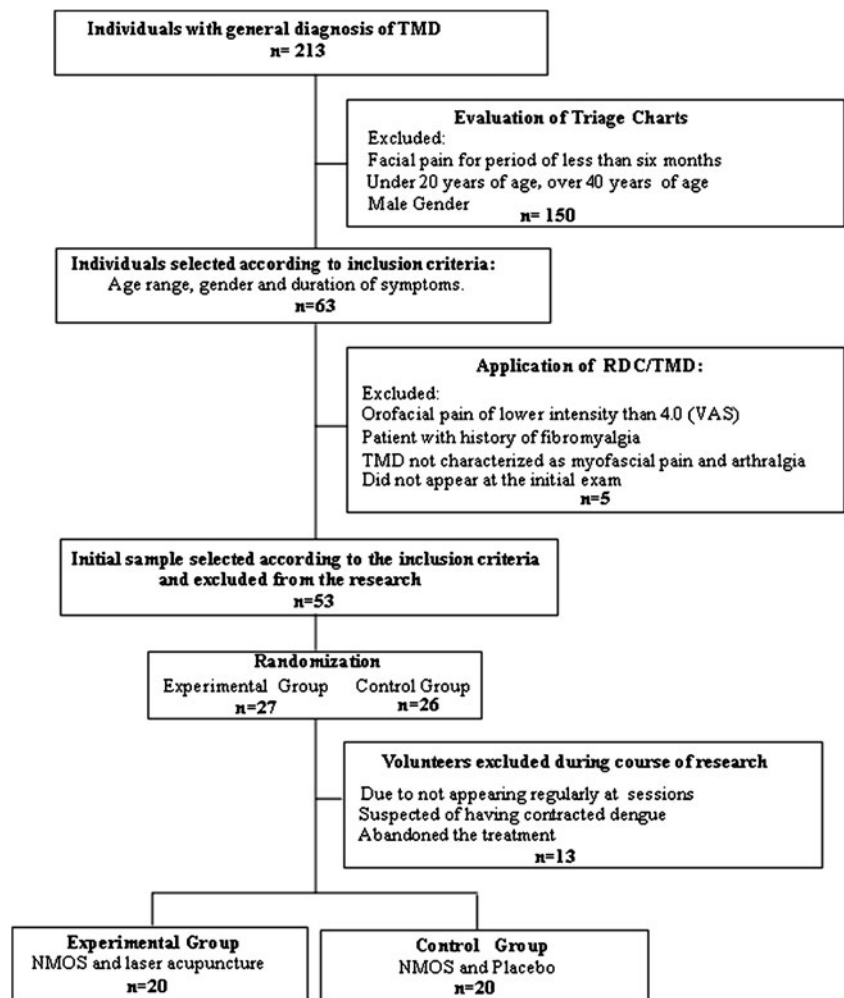 Individuals with general diagnosis of TMD
n= 213
Evaluation of Triage Charts
Excluded:
Facial pain for period of less than six months
Under 20 years of age, over 40 years of age
Male Gender
n= 150
Individuals selected according to inclusion criteria:
Age range, gender and duration of symptoms.
n=63
Application of RDC/TMD:
Excluded:
Orofacial pain of lower intensity than 4.0 (VAS)
Patient with history of fibromyalgia
TMD not characterized as myofascial pain and arthralgia
Did not appear at the initial exam
n=5
Initial sample selected according to the inclusion criteria
and excluded from the research
n=53
Randomization
Experimental Group Control Group
n=27 n=26
Volunteers excluded during course of research
Due to not appearing regularly at sessions
Suspected of having contracted dengue
Abandoned the treatment
n=13
Experimental Group
NMOS and laser acupuncture
n=20
Control Group
NMOS and Placebo
n=20